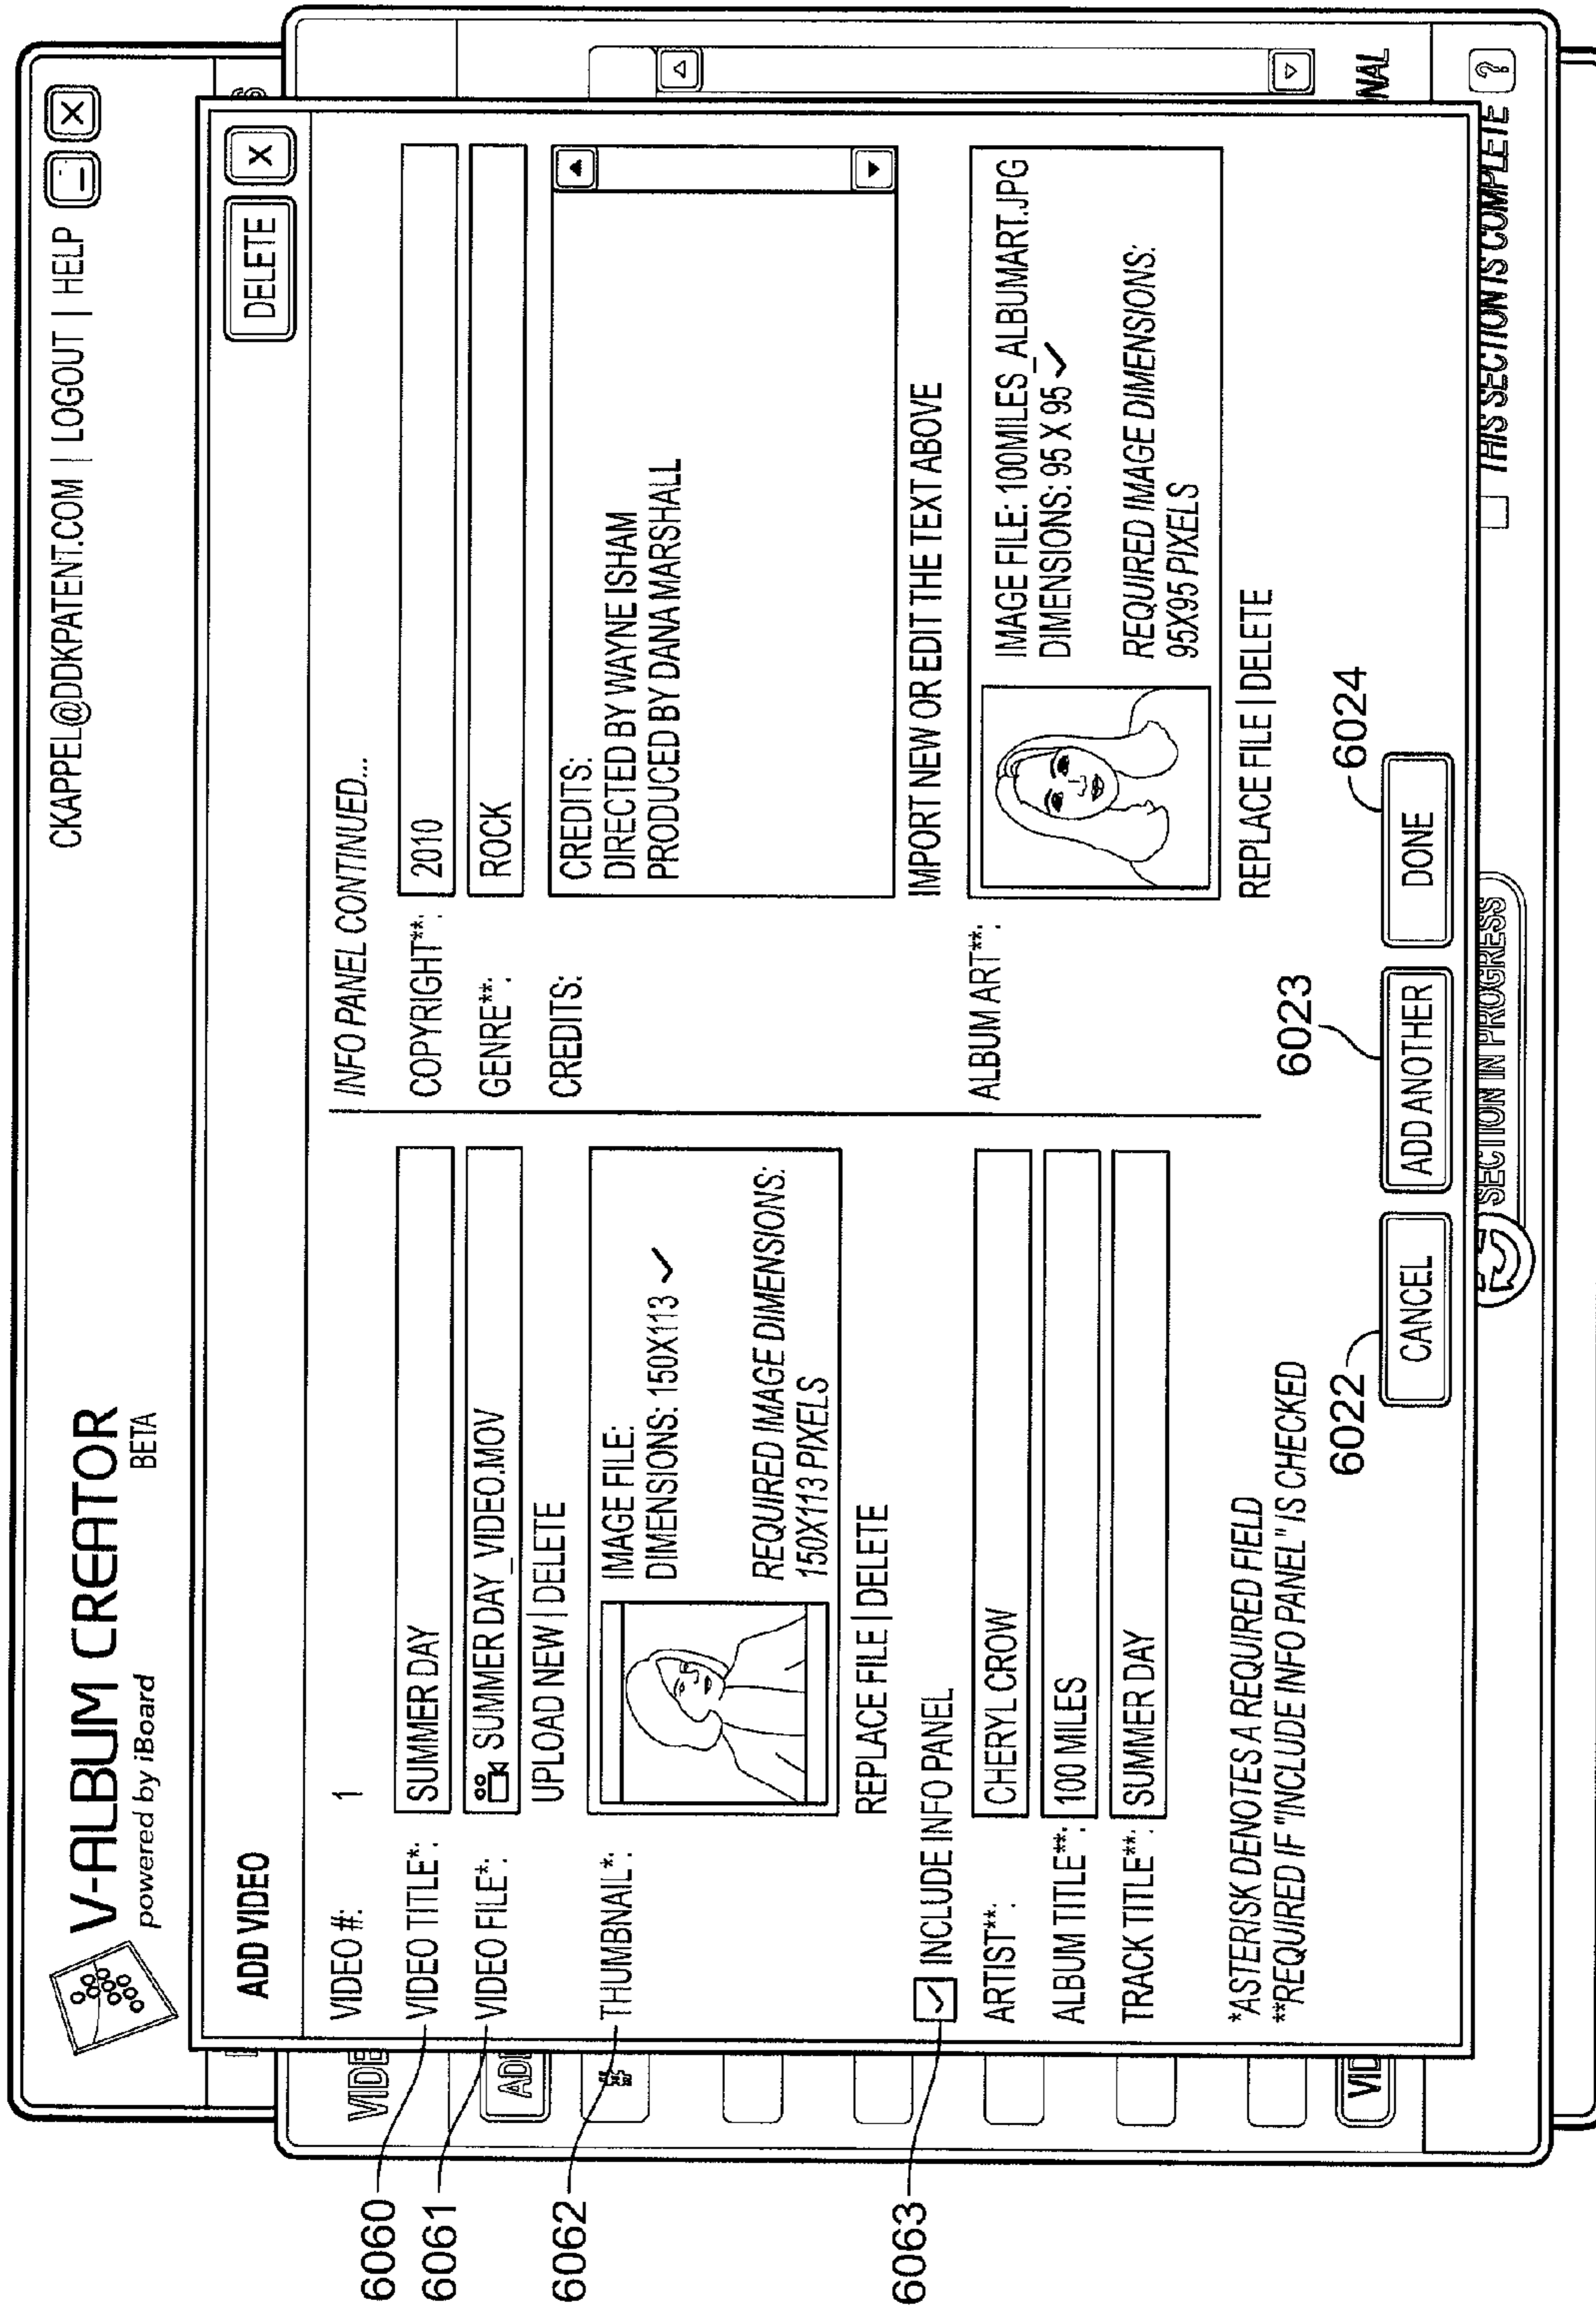 V-ALBUM CREATOR
BETA
powered by iBoard
CKAPPEL@DDKPATENT.COM | LOGOUT | HELP
ADD VIDEO
DELETE
X
VIDEO #: 1
6060
VIDEO TITLE*: SUMMER DAY
6061
VIDEO FILE*: SUMMER DAY_VIDEO.MOV
UPLOAD NEW | DELETE
6062
THUMBNAIL*:
IMAGE FILE:
DIMENSIONS: 150X113 ✓
REQUIRED IMAGE DIMENSIONS:
150X113 PIXELS
REPLACE FILE | DELETE
6063
INCLUDE INFO PANEL
ARTIST**: CHERYL CROW
ALBUM TITLE**: 100 MILES
TRACK TITLE**: SUMMER DAY
*ASTERISK DENOTES A REQUIRED FIELD
**REQUIRED IF "INCLUDE INFO PANEL" IS CHECKED
INFO PANEL CONTINUED...
COPYRIGHT**: 2010
GENRE**: ROCK
CREDITS:
CREDITS:
DIRECTED BY WAYNE ISHAM
PRODUCED BY DANA MARSHALL
IMPORT NEW OR EDIT THE TEXT ABOVE
ALBUM ART**:
IMAGE FILE: 100MILES_ALBUMART.JPG
DIMENSIONS: 95 X 95 ✓
REQUIRED IMAGE DIMENSIONS:
95X95 PIXELS
REPLACE FILE | DELETE
6022
CANCEL
6023
ADD ANOTHER
6024
DONE
VIDE
ADD
VID
NAL
SECTION IN PROGRESS
THIS SECTION IS COMPLETE ?